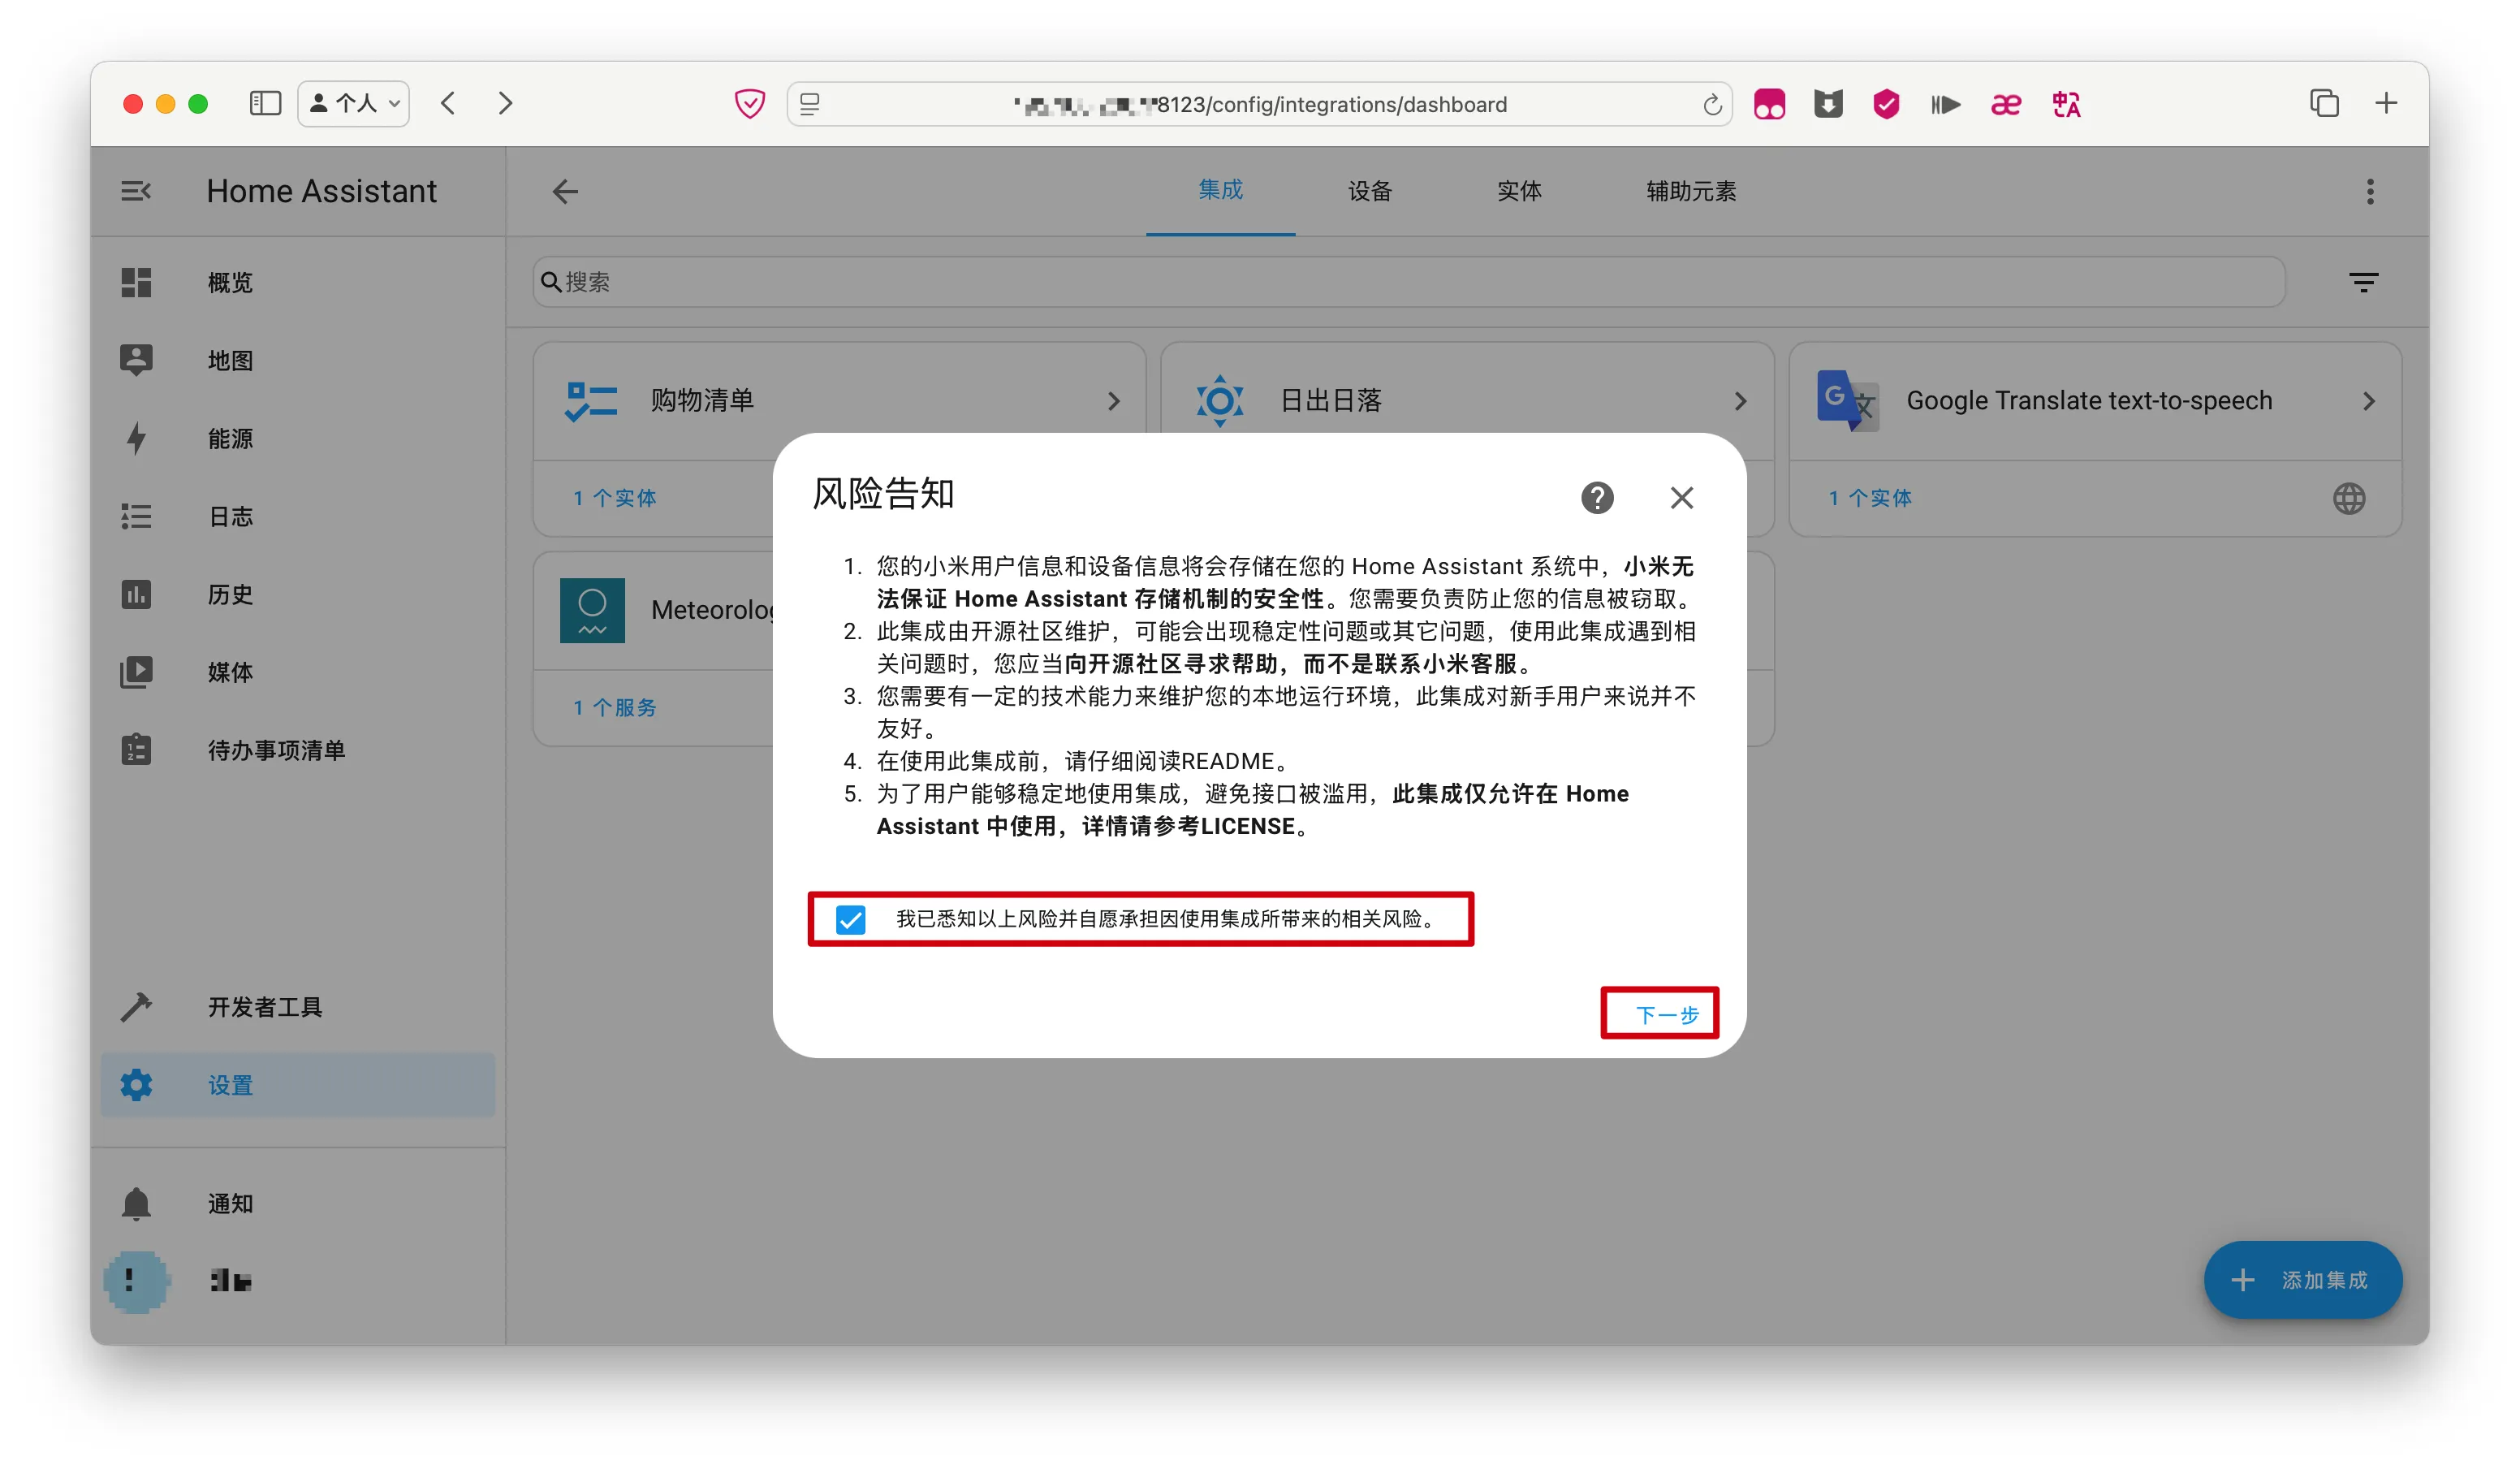 个人
8123/config/integrations/dashboard
Home Assistant
集成
设备
实体
辅助元素
概览
地图
能源
日志
历史
媒体
待办事项清单
开发者工具
设置
通知
搜索
购物清单
日出日落
Google Translate text-to-speech
1 个实体
1 个实体
1 个服务
风险告知
1. 您的小米用户信息和设备信息将会存储在您的 Home Assistant 系统中，小米无
法保证 Home Assistant 存储机制的安全性。您需要负责防止您的信息被窃取。
2. 此集成由开源社区维护，可能会出现稳定性问题或其它问题，使用此集成遇到相
关问题时，您应当向开源社区寻求帮助，而不是联系小米客服。
3. 您需要有一定的技术能力来维护您的本地运行环境，此集成对新手用户来说并不
友好。
4. 在使用此集成前，请仔细阅读README。
5. 为了用户能够稳定地使用集成，避免接口被滥用，此集成仅允许在 Home
Assistant 中使用，详情请参考LICENSE。
我已悉知以上风险并自愿承担因使用集成所带来的相关风险。
下一步
添加集成